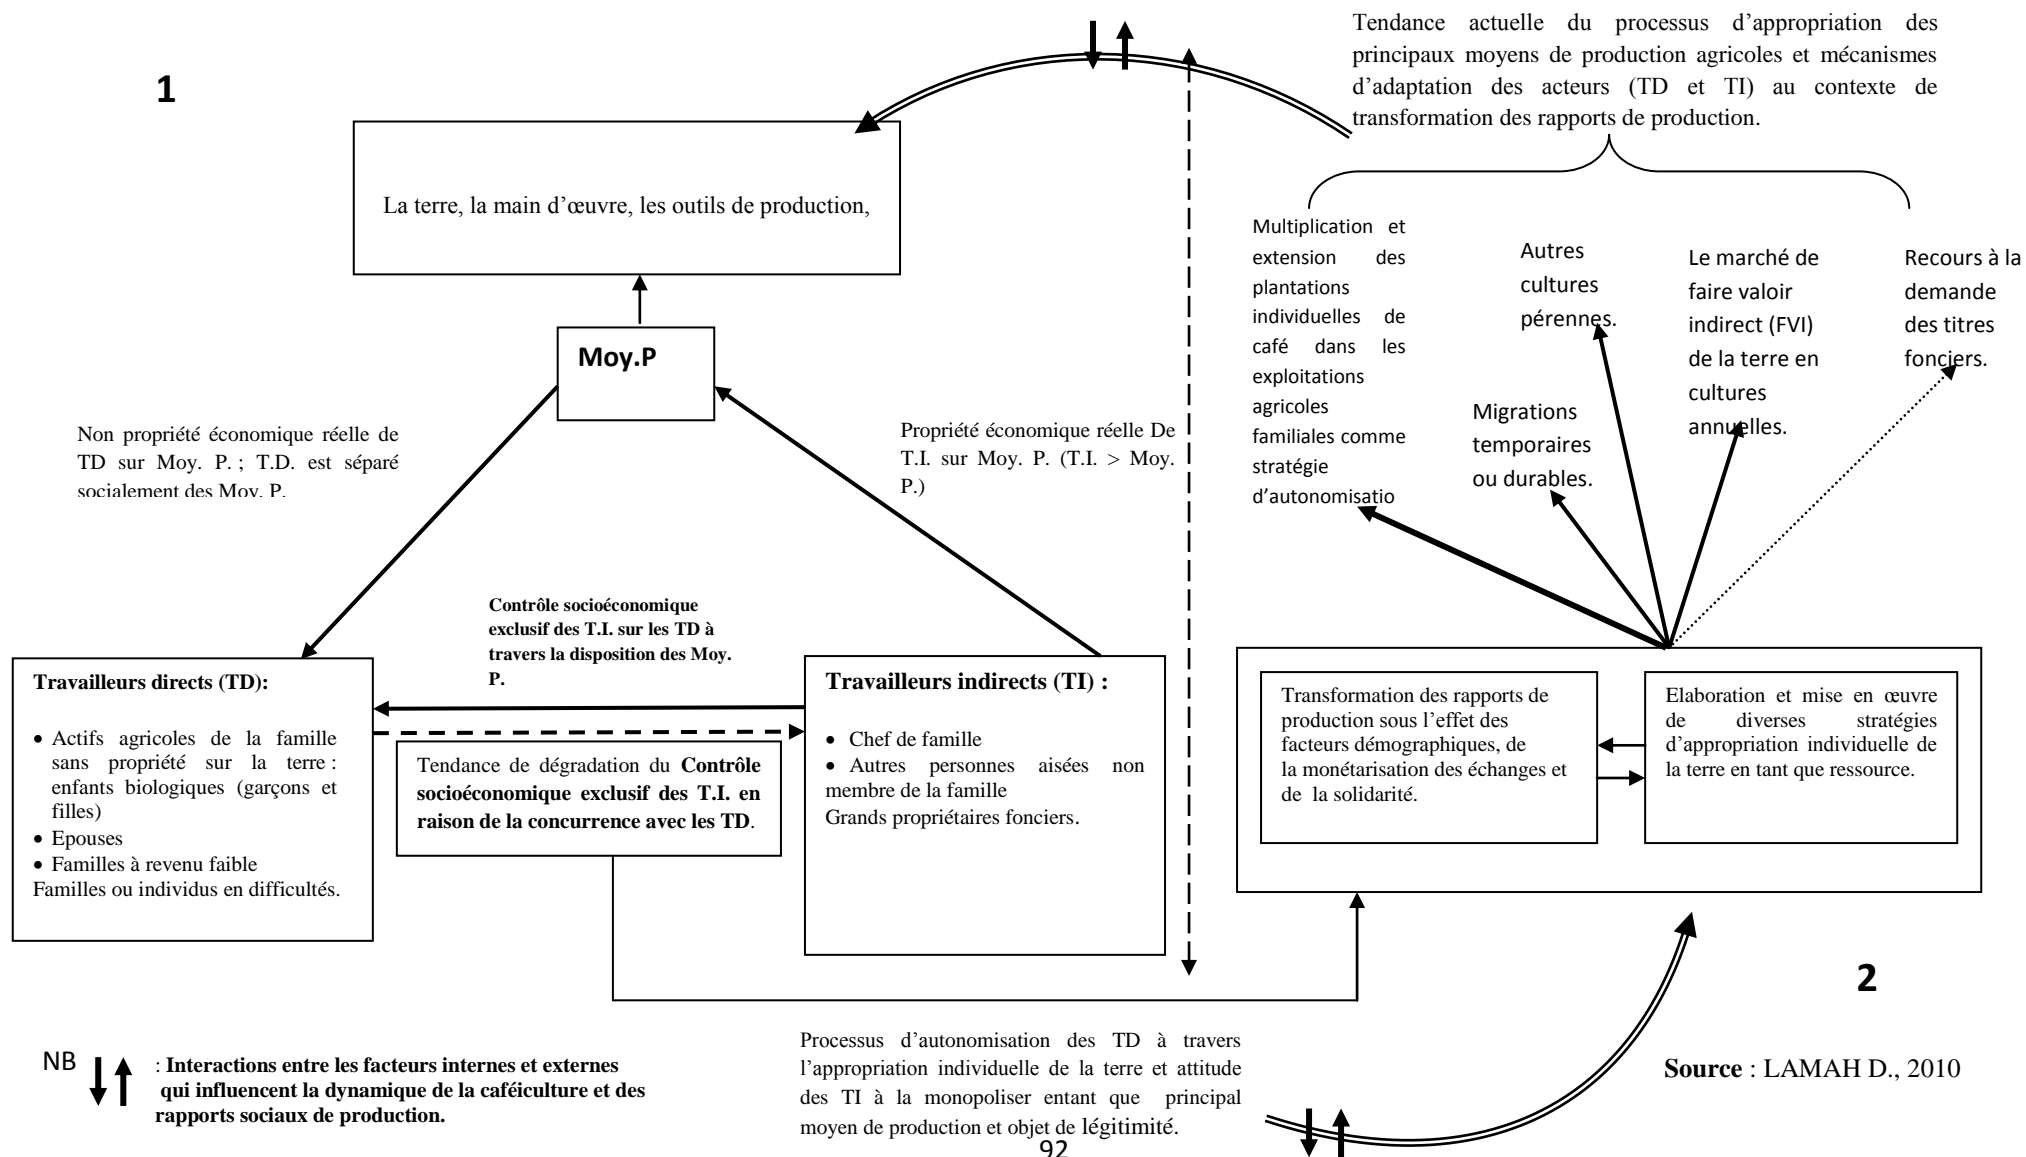 1
La terre, la main d'œuvre, les outils de production,
Moy.P
Non propriété économique réelle de
TD sur Moy. P. ; T.D. est séparé
socialement des Moy. P.
Propriété économique réelle De
T.I. sur Moy. P. (T.I. > Moy.
P.)
Contrôle socioéconomique
exclusif des T.I. sur les TD à
travers la disposition des Moy.
P.
Travailleurs directs (TD):
• Actifs agricoles de la famille
sans propriété sur la terre :
enfants biologiques (garçons et
filles)
• Epouses
• Familles à revenu faible
Familles ou individus en difficultés.
Tendance de dégradation du Contrôle
socioéconomique exclusif des T.I. en
raison de la concurrence avec les TD.
Travailleurs indirects (TI) :
• Chef de famille
• Autres personnes aisées non
membre de la famille
Grands propriétaires fonciers.
Tendance actuelle du processus d'appropriation des
principaux moyens de production agricoles et mécanismes
d'adaptation des acteurs (TD et TI) au contexte de
transformation des rapports de production.
Multiplication et
extension des
plantations
individuelles de
café dans les
exploitations
agricoles
familiales comme
stratégie
d'autonomisatio
Migrations
temporaires
ou durables.
Autres
cultures
pérennes.
Le marché de
faire valoir
indirect (FVI)
de la terre en
cultures
annuelles.
Recours à la
demande
des titres
fonciers.
Transformation des rapports de
production sous l'effet des
facteurs démographiques, de
la monétarisation des échanges et
de la solidarité.
Elaboration et mise en œuvre
de diverses stratégies
d'appropriation individuelle de
la terre en tant que ressource.
2
NB
: Interactions entre les facteurs internes et externes
qui influencent la dynamique de la caféiculture et des
rapports sociaux de production.
Processus d'autonomisation des TD à travers
l'appropriation individuelle de la terre et attitude
des TI à la monopoliser entant que principal
moyen de production et objet de légitimité.
Source : LAMAH D., 2010
92